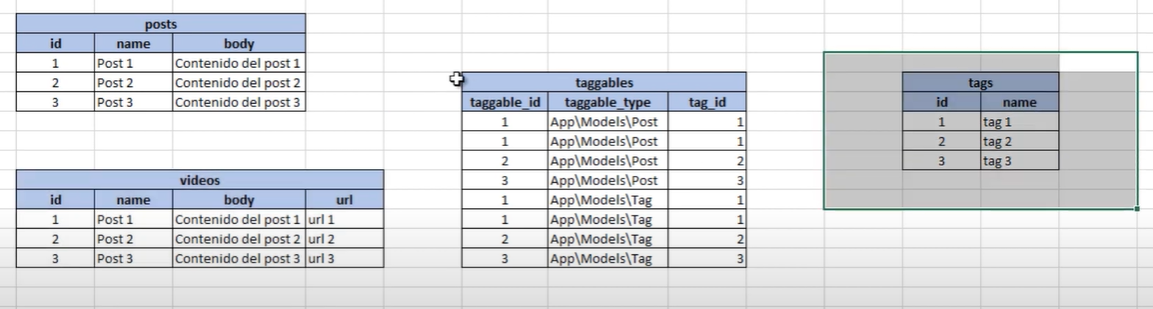 posts
id name body
1 Post 1 Contenido del post 1
2 Post 2 Contenido del post 2
3 Post 3 Contenido del post 3
videos
id name body url
1 Post 1 Contenido del post 1 url 1
2 Post 2 Contenido del post 2 url 2
3 Post 3 Contenido del post 3 url 3
taggables
taggable_id taggable_type tag_id
1 App\Models\Post 1
1 App\Models\Post 1
2 App\Models\Post 2
3 App\Models\Post 3
1 App\Models\Tag 1
1 App\Models\Tag 1
2 App\Models\Tag 2
3 App\Models\Tag 3
tags
id name
1 tag 1
2 tag 2
3 tag 3